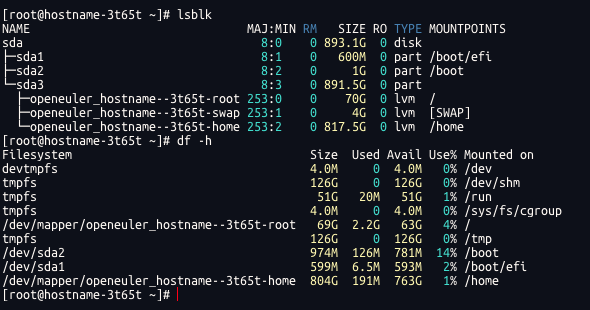 [root@hostname-3t65t ~]# lsblk
NAME                              MAJ:MIN RM   SIZE RO TYPE MOUNTPOINTS
sda                                 8:0    0 893.1G  0 disk
├─sda1                              8:1    0   600M  0 part /boot/efi
├─sda2                              8:2    0     1G  0 part /boot
└─sda3                              8:3    0 891.5G  0 part
  ├─openeuler_hostname--3t65t-root 253:0    0    70G  0 lvm  /
  ├─openeuler_hostname--3t65t-swap 253:1    0     4G  0 lvm  [SWAP]
  └─openeuler_hostname--3t65t-home 253:2    0 817.5G  0 lvm  /home
[root@hostname-3t65t ~]# df -h
Filesystem                                  Size  Used Avail Use% Mounted on
devtmpfs                                    4.0M     0  4.0M   0% /dev
tmpfs                                       126G     0  126G   0% /dev/shm
tmpfs                                        51G   20M   51G   1% /run
tmpfs                                       4.0M     0  4.0M   0% /sys/fs/cgroup
/dev/mapper/openeuler_hostname--3t65t-root   69G  2.2G   63G   4% /
tmpfs                                       126G     0  126G   0% /tmp
/dev/sda2                                   974M  126M  781M  14% /boot
/dev/sda1                                   599M  6.5M  593M   2% /boot/efi
/dev/mapper/openeuler_hostname--3t65t-home  804G  191M  763G   1% /home
[root@hostname-3t65t ~]#